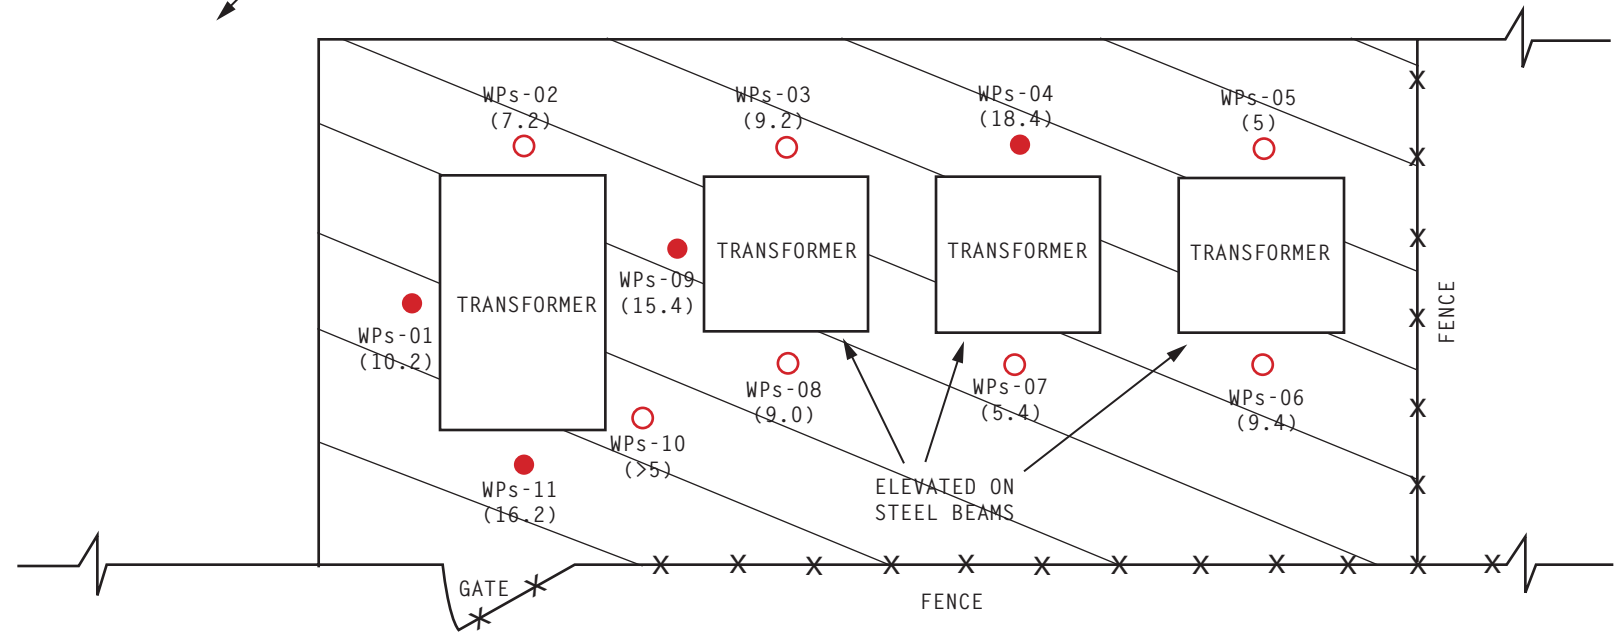 WPs-02
(7.2)
WPs-03
(9.2)
WPs-04
(18.4)
WPs-05
(5)
TRANSFORMER
TRANSFORMER
TRANSFORMER
TRANSFORMER
WPs-09
(15.4)
WPs-01
(10.2)
FENCE
WPs-08
(9.0)
WPs-07
(5.4)
WPs-06
(9.4)
WPs-10
(>5)
WPs-11
(16.2)
ELEVATED ON
STEEL BEAMS
GATE
FENCE